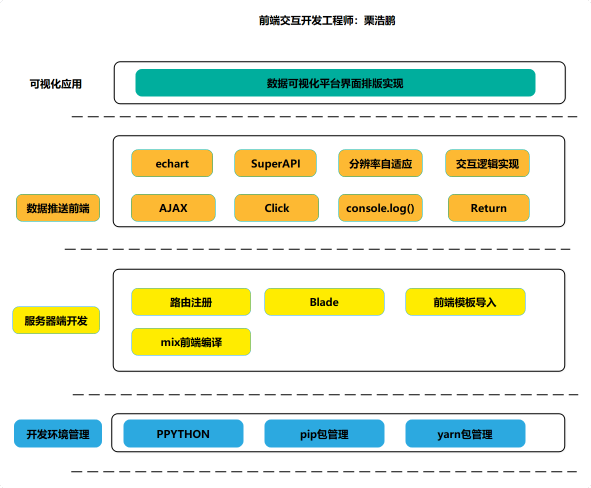 前端交互开发工程师：栗浩鹏
可视化应用
数据可视化平台界面排版实现
echart
SuperAPI
分辨率自适应
交互逻辑实现
数据推送前端
AJAX
Click
console.log()
Return
服务器端开发
路由注册
Blade
前端模板导入
mix前端编译
开发环境管理
PPYTHON
pip包管理
yarn包管理